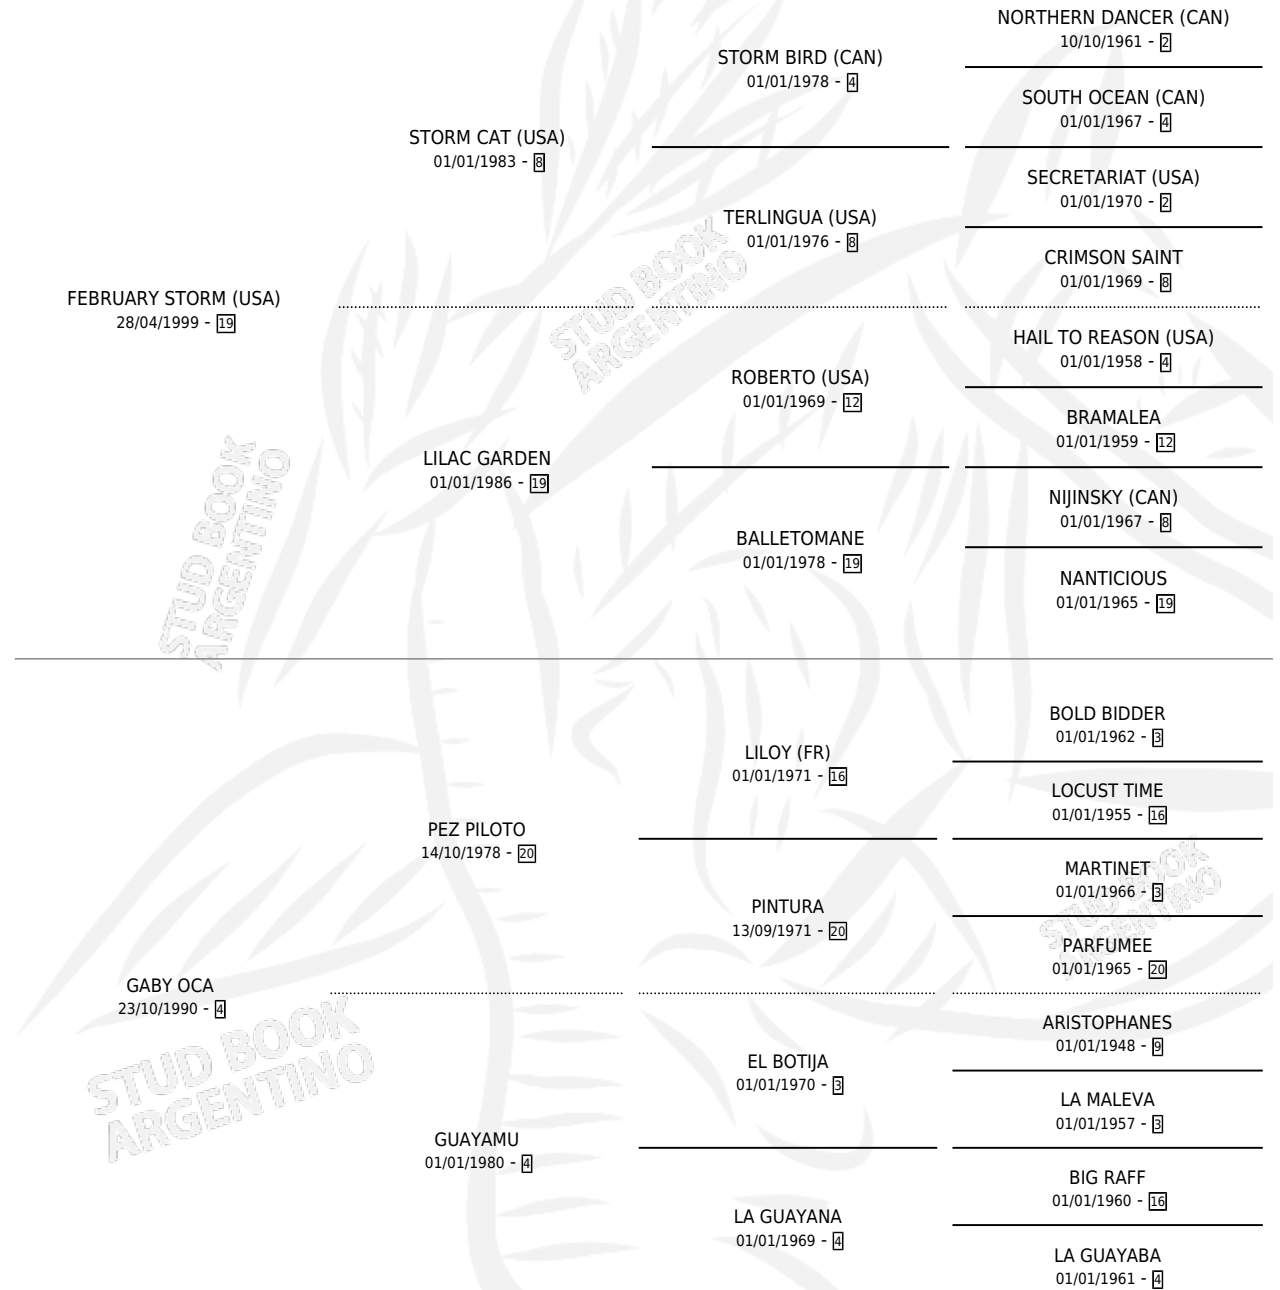 NORTHERN DANCER (CAN)
10/10/1961 - 2
STORM BIRD (CAN)
01/01/1978 - 4
SOUTH OCEAN (CAN)
01/01/1967 - 4
STORM CAT (USA)
01/01/1983 - 8
SECRETARIAT (USA)
01/01/1970 - 2
TERLINGUA (USA)
01/01/1976 - 8
CRIMSON SAINT
01/01/1969 - 8
FEBRUARY STORM (USA)
28/04/1999 - 19
HAIL TO REASON (USA)
01/01/1958 - 4
ROBERTO (USA)
01/01/1969 - 12
BRAMALEA
01/01/1959 - 12
LILAC GARDEN
01/01/1986 - 19
NIJINSKY (CAN)
01/01/1967 - 8
BALLETOMANE
01/01/1978 - 19
NANTICIOUS
01/01/1965 - 19
BOLD BIDDER
01/01/1962 - 3
LILOY (FR)
01/01/1971 - 16
LOCUST TIME
01/01/1955 - 16
PEZ PILOTO
14/10/1978 - 20
MARTINET
01/01/1966 - 3
PINTURA
13/09/1971 - 20
PARFUMEE
01/01/1965 - 20
GABY OCA
23/10/1990 - 4
ARISTOPHANES
01/01/1948 - 9
EL BOTIJA
01/01/1970 - 3
LA MALEVA
01/01/1957 - 3
GUAYAMU
01/01/1980 - 4
BIG RAFF
01/01/1960 - 16
LA GUAYANA
01/01/1969 - 4
LA GUAYABA
01/01/1961 - 4
STUD BOOK
ARGENTINO
STUD BOOK
ARGENTINO
STUD BOOK
ARGENTINO
STUD BOOK
ARGENTINO